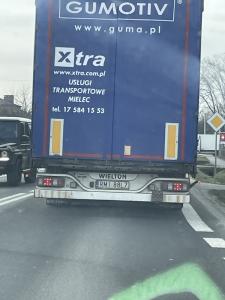 GUMOTIV
www.guma.pl
Xtra
www.xtra.com.pl
USŁUGI
TRANSPORTOWE
MIELEC
tel. 17 584 15 53
WIELTON